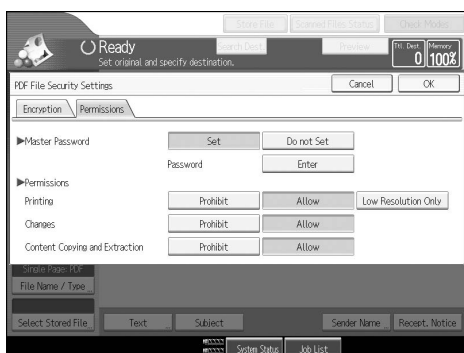 Store File Scanned Files Status Check Modes
Ready Search Dest. Preview Ttl. Dest. Memory
Set original and specify destination. 0 100%
PDF File Security Settings Cancel OK
Encryption Permissions
▶Master Password Set Do not Set
Password Enter
▶Permissions
Printing Prohibit Allow Low Resolution Only
Changes Prohibit Allow
Content Copying and Extraction Prohibit Allow
Single Page: PDF
File Name / Type
Select Stored File Text Subject Sender Name Recept. Notice
System Status Job List